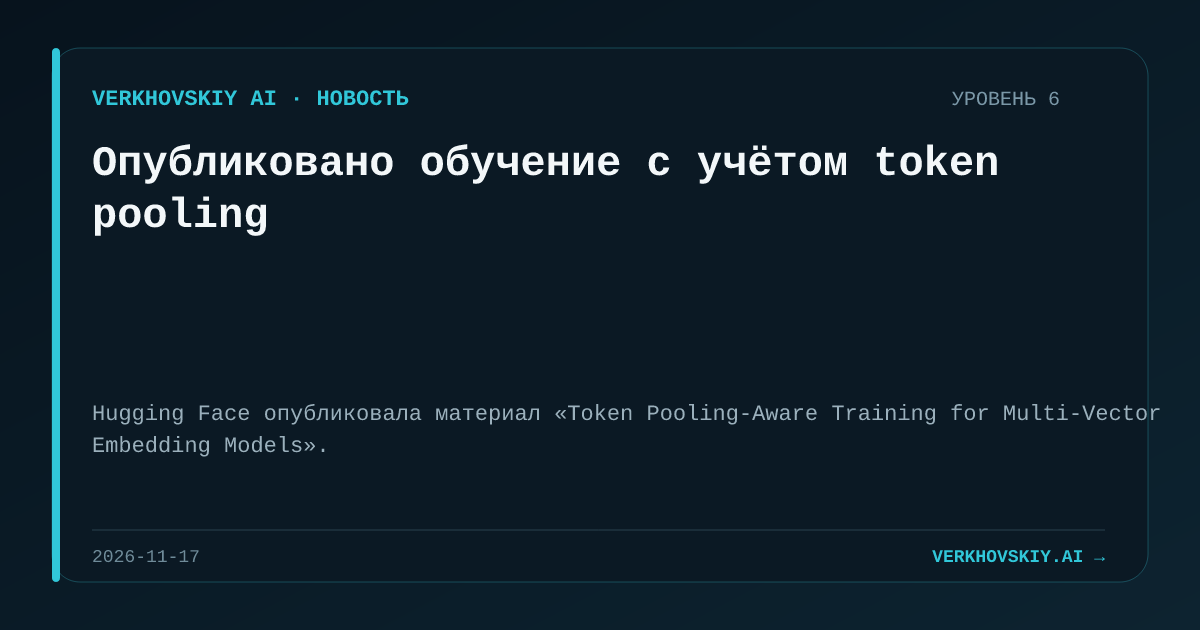 VERKHOVSKIY AI · НОВОСТЬ
УРОВЕНЬ 6
Опубликовано обучение с учётом token
pooling
Hugging Face опубликовала материал «Token Pooling-Aware Training for Multi-Vector
Embedding Models».
2026-11-17
VERKHOVSKIY.AI →